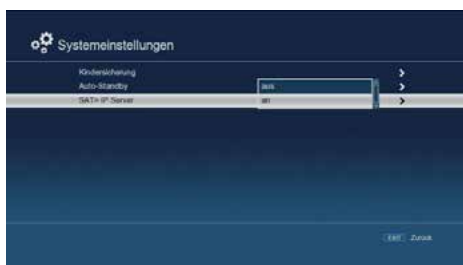 Systemeinstellungen
Kindersicherung
Auto-Standby aus
SAT>IP Server an
EXIT Zurück